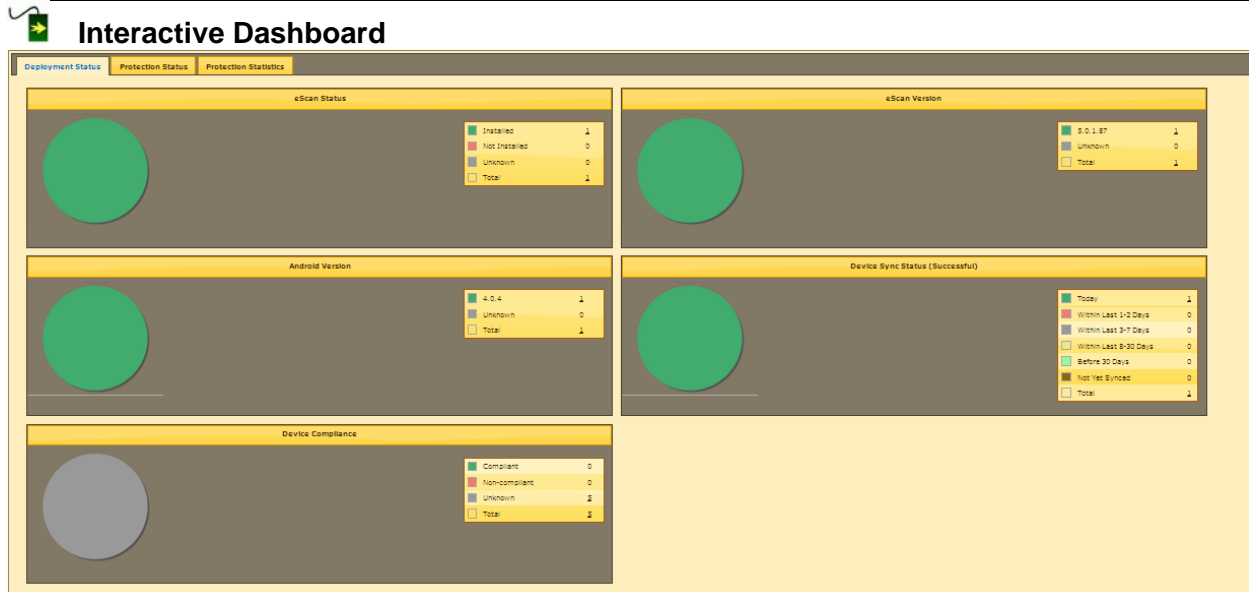 Interactive Dashboard
Deployment Status Protection Status Protection Statistics
eScan Status
Installed 1
Not Installed 0
Unknown 0
Total 1
eScan Version
5.0.1.87 1
Unknown 0
Total 1
Android Version
4.0.4 1
Unknown 0
Total 1
Device Sync Status (Successful)
Today 1
Within Last 1-2 Days 0
Within Last 3-7 Days 0
Within Last 8-30 Days 0
Before 30 Days 0
Not Yet Synced 0
Total 1
Device Compliance
Compliant 0
Non-compliant 0
Unknown
Total